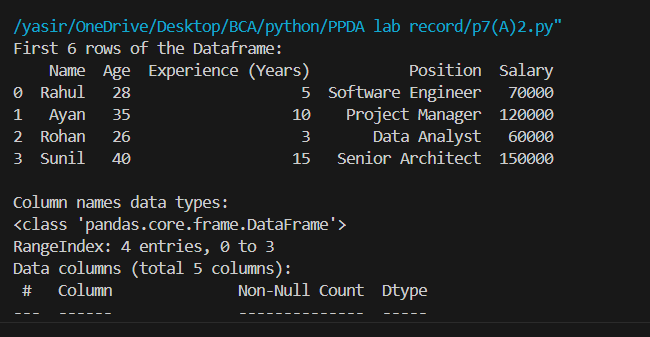 /yasir/OneDrive/Desktop/BCA/python/PPDA lab record/p7(A)2.py"
First 6 rows of the Dataframe:
    Name  Age  Experience (Years)          Position  Salary
0  Rahul   28                   5  Software Engineer   70000
1   Ayan   35                  10    Project Manager  120000
2  Rohan   26                   3       Data Analyst   60000
3  Sunil   40                  15   Senior Architect  150000
Column names data types:
<class 'pandas.core.frame.DataFrame'>
RangeIndex: 4 entries, 0 to 3
Data columns (total 5 columns):
 #   Column              Non-Null Count  Dtype
---  ------              --------------  -----